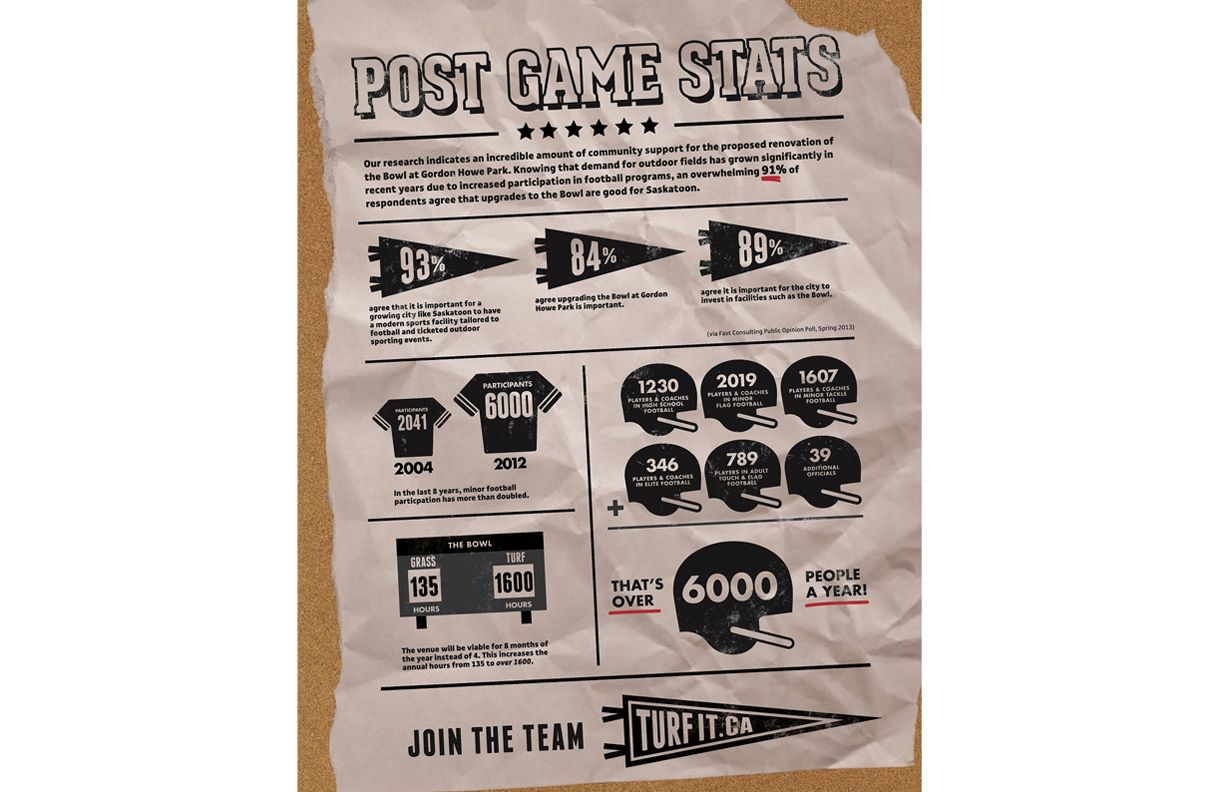 POST GAME STATS
Our research indicates an incredible amount of community support for the proposed renovation of
the Bowl at Gordon Howe Park. Knowing that demand for outdoor fields has grown significantly in
recent years due to increased participation in football programs, an overwhelming 91% of
respondents agree that upgrades to the Bowl are good for Saskatoon.
93%
agree that it is important for a
growing city like Saskatoon to have
a modern sports facility tailored to
football and ticketed outdoor
sporting events.
84%
agree upgrading the Bowl at Gordon
Howe Park is important.
89%
agree it is important for the city to
invest in facilities such as the Bowl.
(via Fast Consulting Public Opinion Poll, Spring 2013)
PARTICIPANTS
2041
2004
PARTICIPANTS
6000
2012
In the last 8 years, minor football
particpation has more than doubled.
THE BOWL
GRASS
135
HOURS
TURF
1600
HOURS
The venue will be viable for 8 months of
the year instead of 4. This increases the
annual hours from 135 to over 1600.
1230
PLAYERS & COACHES
IN HIGH SCHOOL
FOOTBALL
2019
PLAYERS & COACHES
IN MINOR
FLAG FOOTBALL
1607
PLAYERS & COACHES
IN MINOR TACKLE
FOOTBALL
+
346
PLAYERS & COACHES
IN ELITE FOOTBALL
789
PLAYERS IN ADULT
TOUCH & FLAG
FOOTBALL
39
ADDITIONAL
OFFICIALS
THAT'S
OVER
6000
PEOPLE
A YEAR!
JOIN THE TEAM
TURFIT.CA